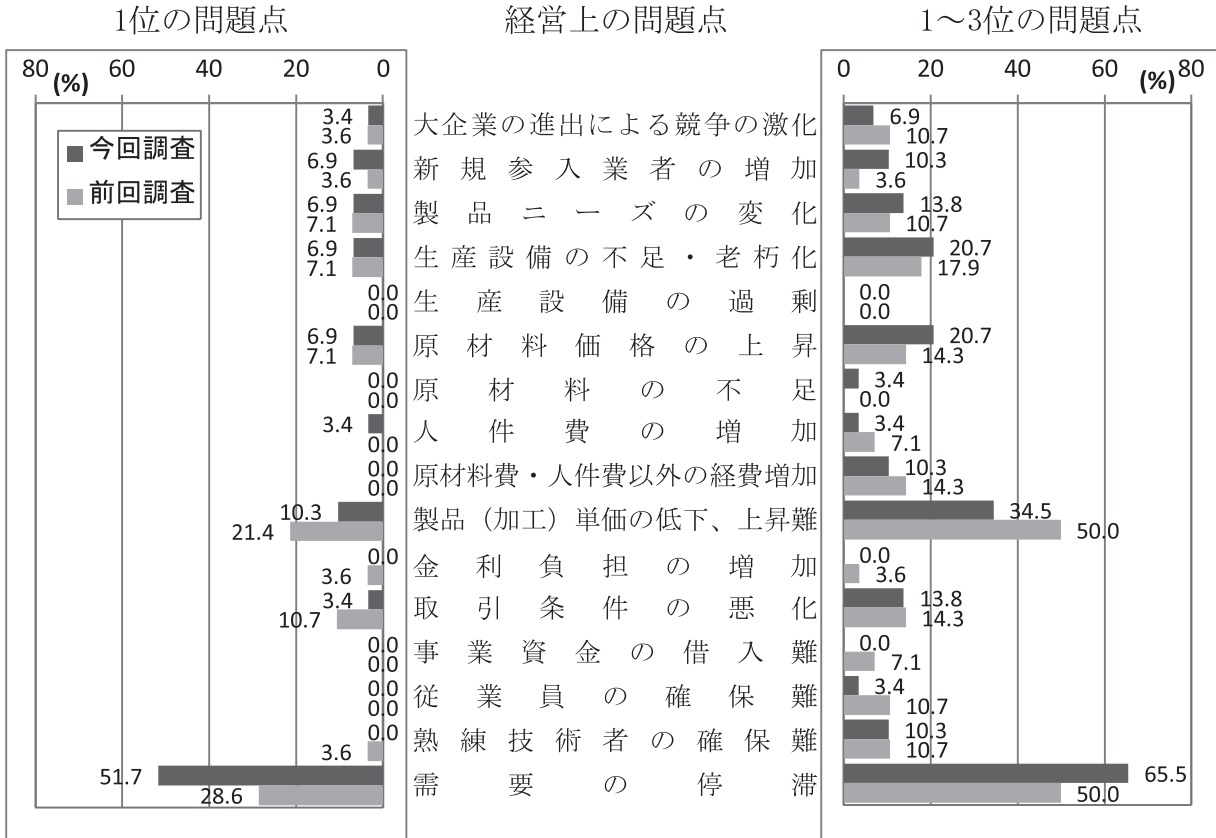 1位の問題点 経営上の問題点 1～3位の問題点
80 60 40 20 0 0 20 40 60 80
(%) (%)
今回調査
前回調査
3.4 大企業の進出による競争の激化 6.9
3.6 10.7
6.9 新規参入業者の増加 10.3
3.6 3.6
6.9 製品ニーズの変化 13.8
7.1 10.7
6.9 生産設備の不足・老朽化 20.7
7.1 17.9
0.0 生産設備の過剰 0.0
0.0 0.0
6.9 原材料価格の上昇 20.7
7.1 14.3
0.0 原材料の不足 3.4
0.0 0.0
3.4 人件費の増加 3.4
0.0 7.1
0.0 原材料費・人件費以外の経費増加 10.3
0.0 14.3
10.3 製品（加工）単価の低下、上昇難 34.5
21.4 50.0
0.0 金利負担の増加 0.0
3.6 3.6
3.4 取引条件の悪化 13.8
10.7 14.3
0.0 事業資金の借入難 0.0
0.0 7.1
0.0 従業員の確保難 3.4
0.0 10.7
0.0 熟練技術者の確保難 10.3
3.6 10.7
51.7 需要の停滞 65.5
28.6 50.0